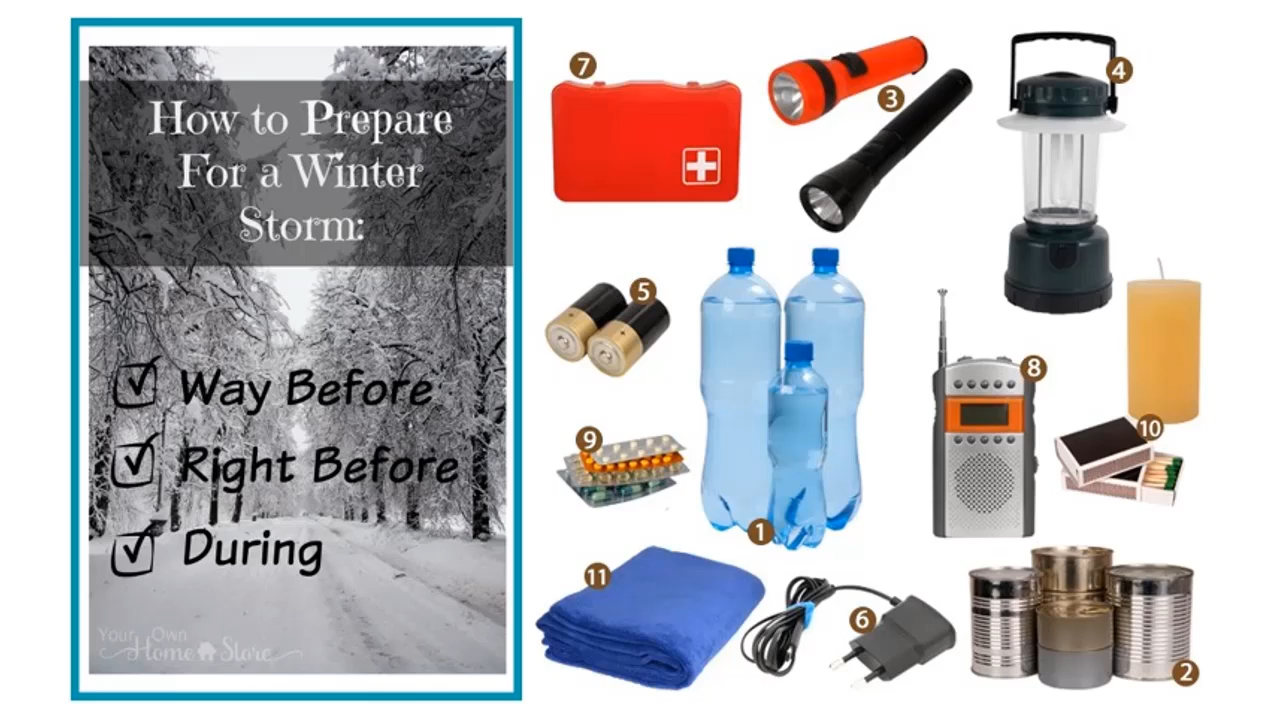 How to Prepare
For a Winter
Storm:
Way Before
Right Before
During
Your Own
Home Store
7
3
4
5
8
9
10
1
11
6
2